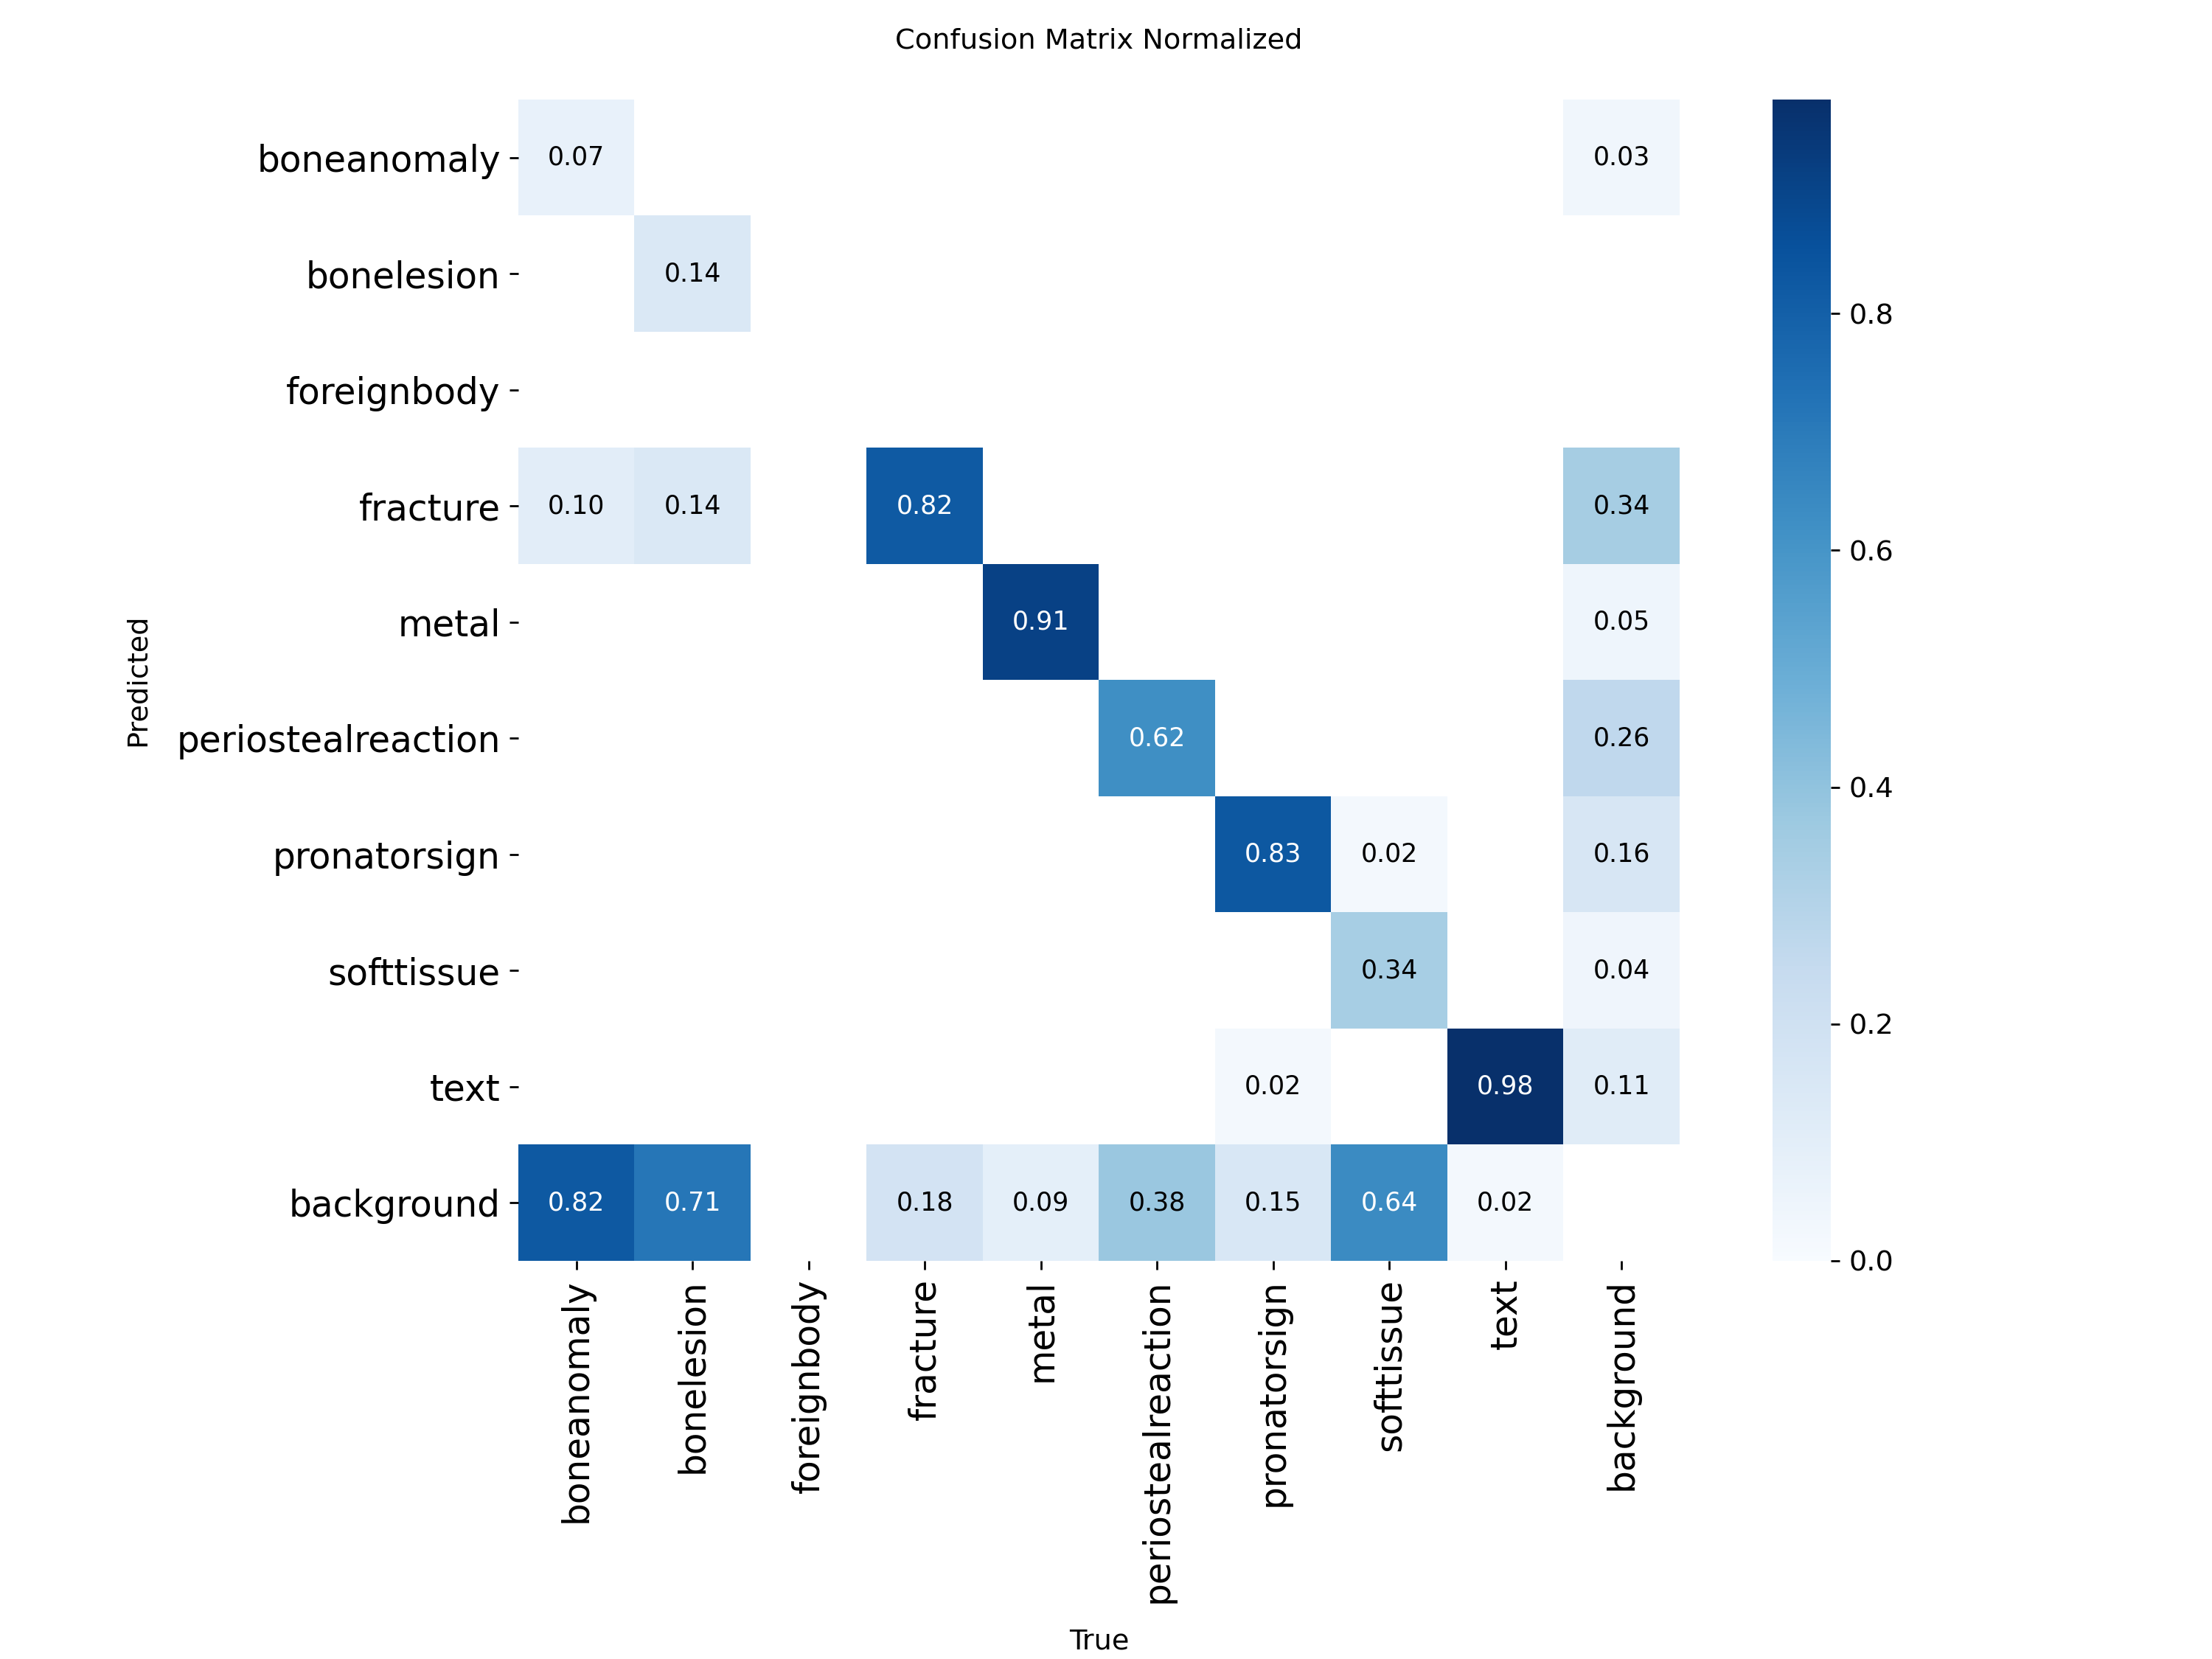 Confusion Matrix Normalized
Predicted
boneanomaly 0.07 0.03
bonelesion 0.14
foreignbody
fracture 0.10 0.14 0.82 0.34
metal 0.91 0.05
periostealreaction 0.62 0.26
pronatorsign 0.83 0.02 0.16
softtissue 0.34 0.04
text 0.02 0.98 0.11
background 0.82 0.71 0.18 0.09 0.38 0.15 0.64 0.02
boneanomaly
bonelesion
foreignbody
fracture
metal
periostealreaction
pronatorsign
softtissue
text
background
True
0.8
0.6
0.4
0.2
0.0